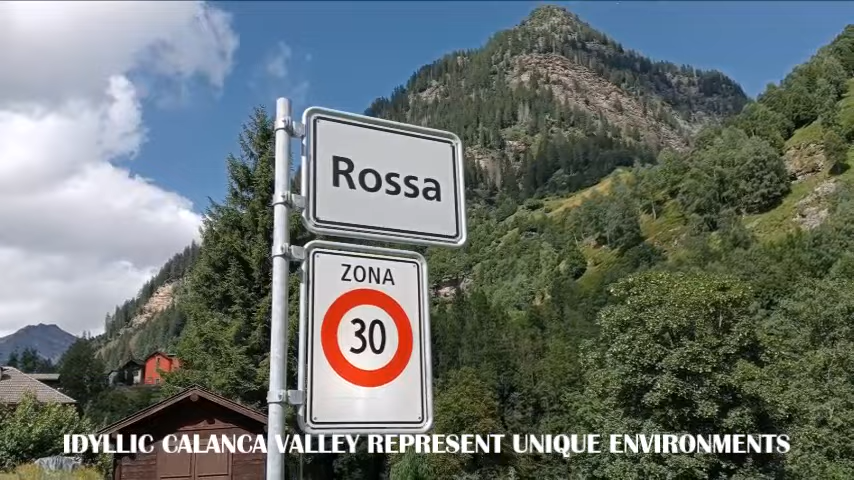 Rossa
ZONA
30
IDYLLIC CALANCA VALLEY REPRESENT UNIQUE ENVIRONMENTS